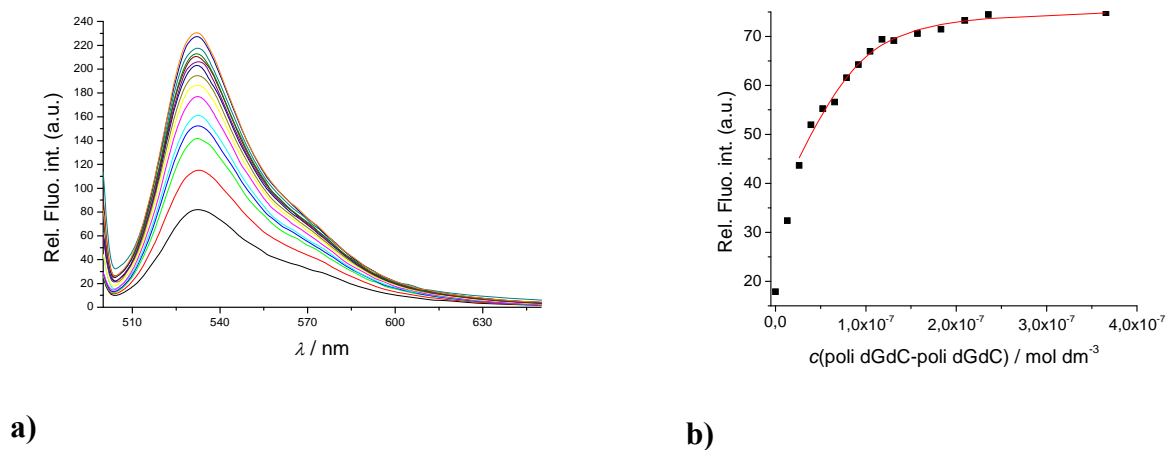 Rel. Fluo. int. (a.u.)
240
220
200
180
160
140
120
100
80
60
40
20
0
510
540
570
600
630
λ / nm
a)
Rel. Fluo. int. (a.u.)
70
60
50
40
30
20
0,0
1,0x10⁻⁷
2,0x10⁻⁷
3,0x10⁻⁷
4,0x10⁻⁷
c(poli dGdC-poli dGdC) / mol dm⁻³
b)